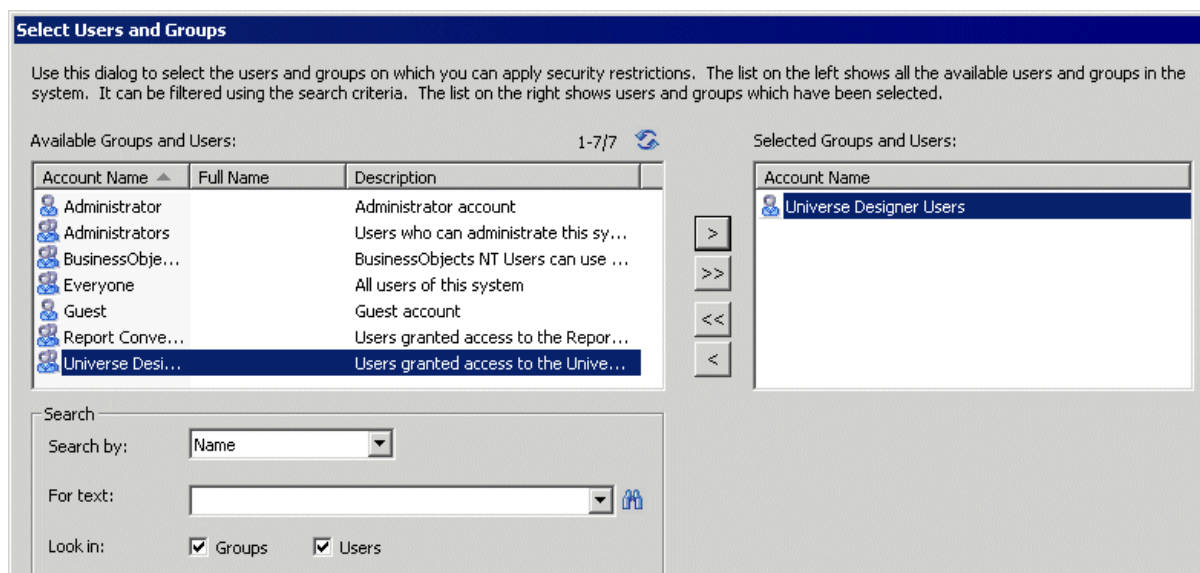 Select Users and Groups
Use this dialog to select the users and groups on which you can apply security restrictions. The list on the left shows all the available users and groups in the
system. It can be filtered using the search criteria. The list on the right shows users and groups which have been selected.
Available Groups and Users: 1-7/7 Selected Groups and Users:
Account Name Full Name Description Account Name
Administrator Administrator account Universe Designer Users
Administrators Users who can administrate this sy...
BusinessObje... BusinessObjects NT Users can use ...
Everyone All users of this system
Guest Guest account
Report Conve... Users granted access to the Repor...
Universe Desi... Users granted access to the Unive...
>
>>
<<
<
Search
Search by: Name
For text:
Look in: Groups Users